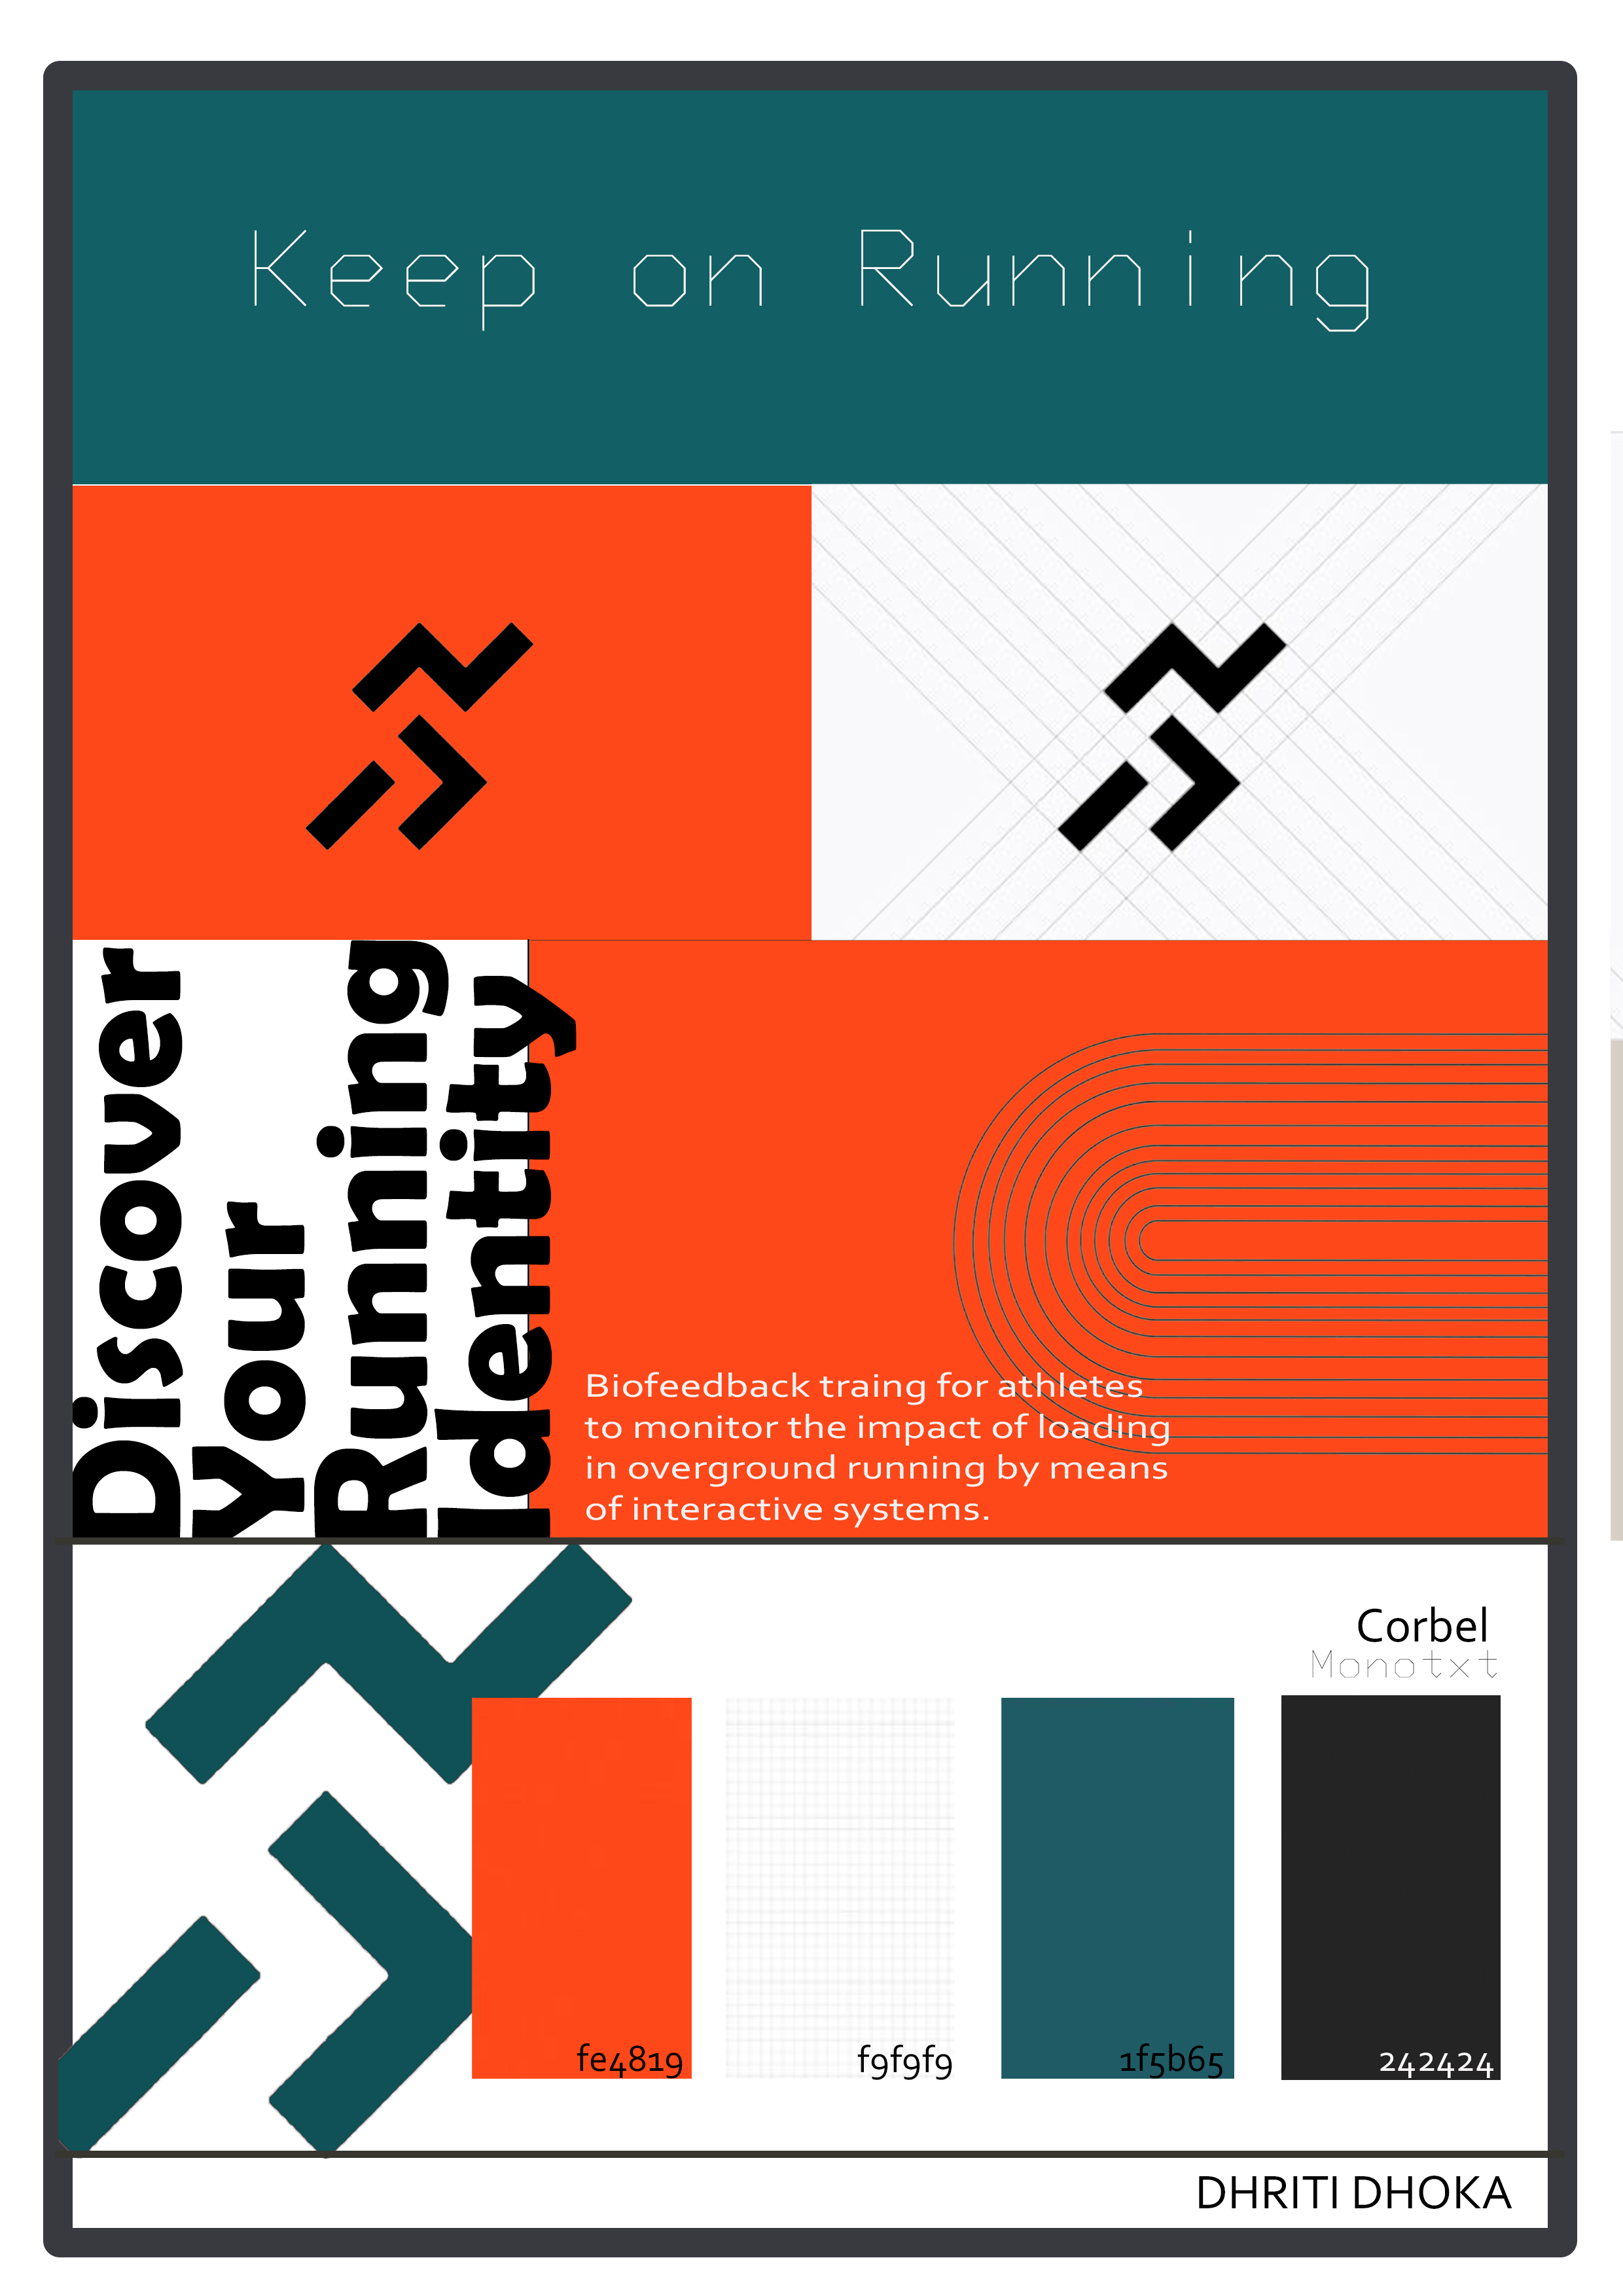 Keep on Running
Discover
Your
Running
Identity
Biofeedback traing for athletes
to monitor the impact of loading
in overground running by means
of interactive systems.
Corbel
Monotxt
fe4819
f9f9f9
1f5b65
242424
DHRITI DHOKA